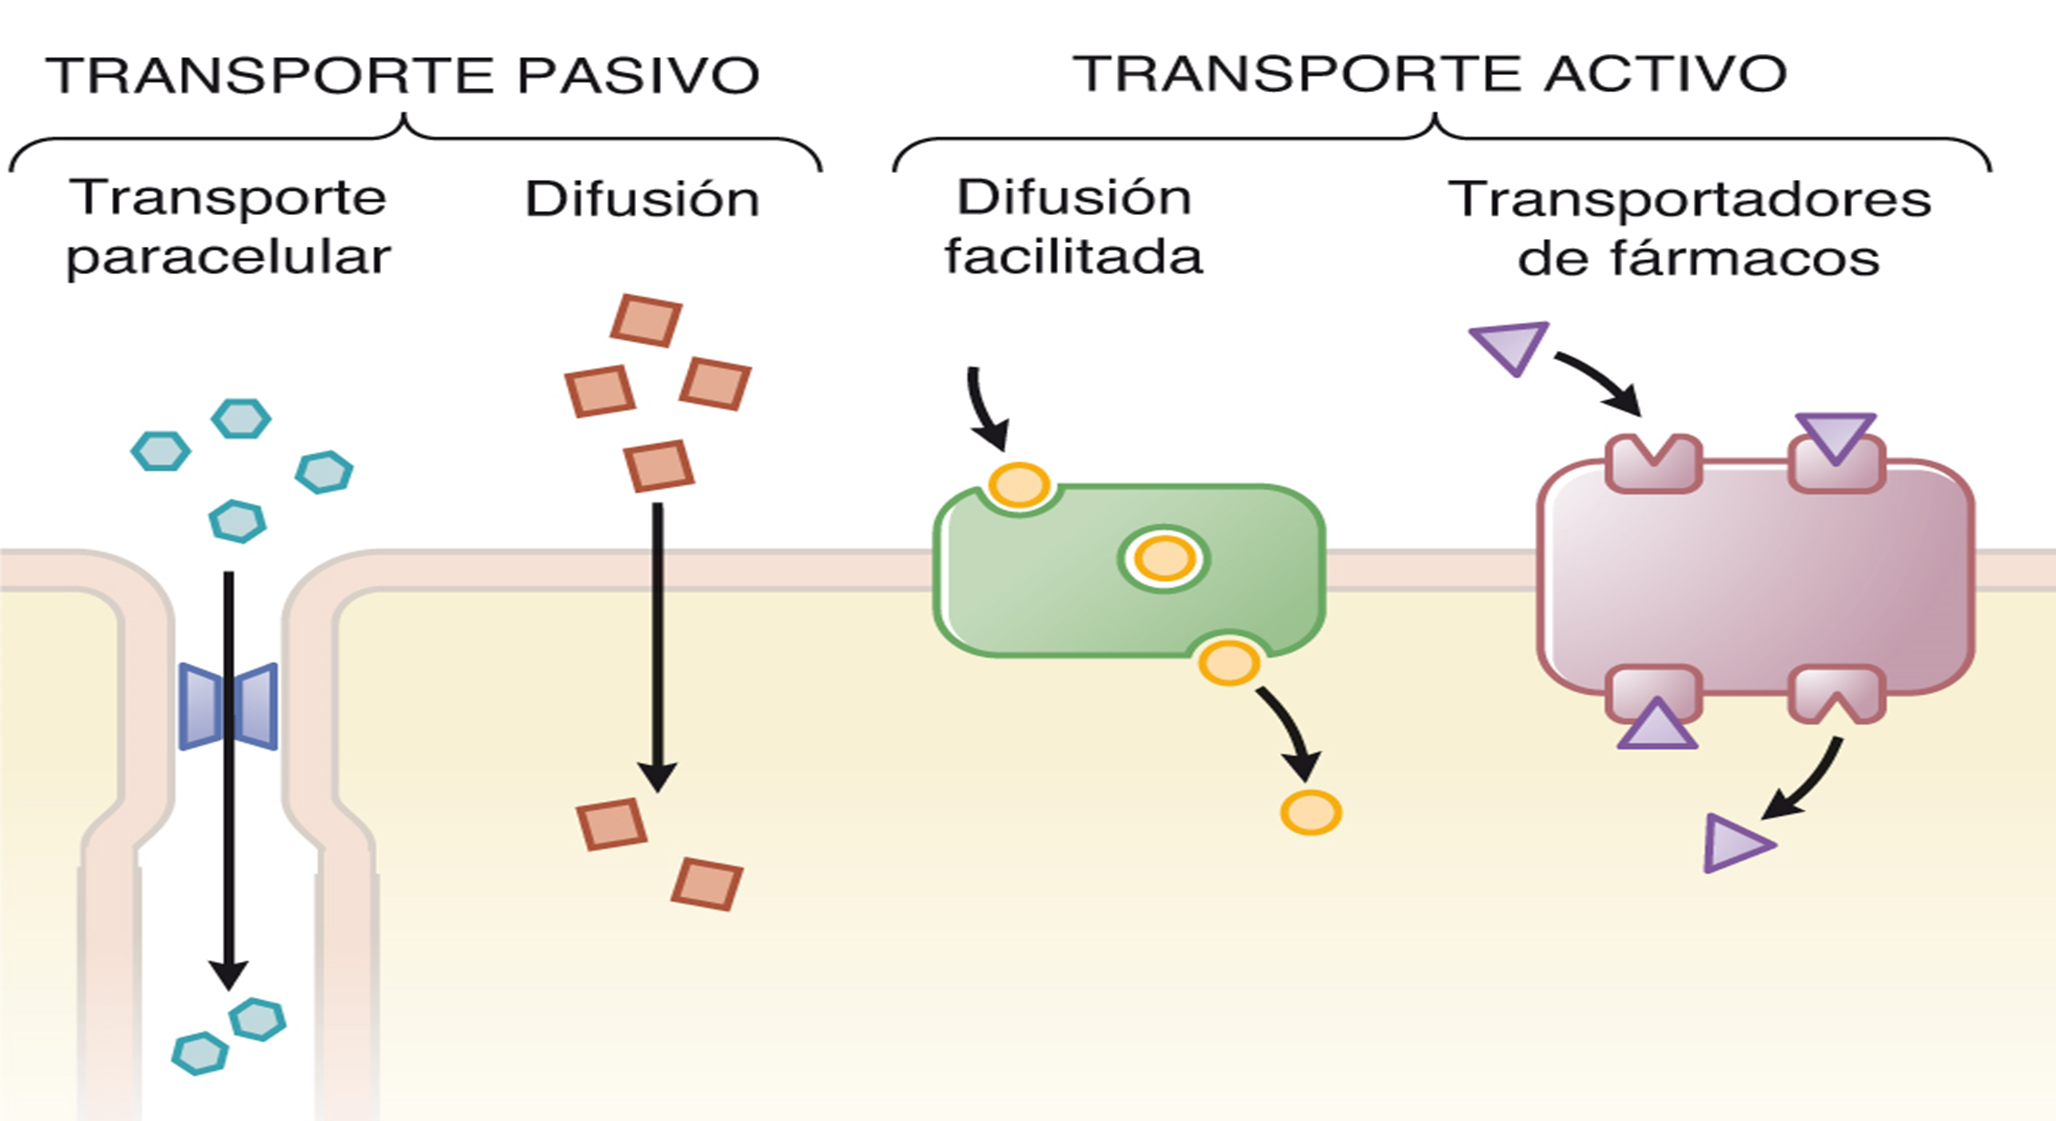 TRANSPORTE PASIVO
Transporte
paracelular
Difusión
TRANSPORTE ACTIVO
Difusión
facilitada
Transportadores
de fármacos